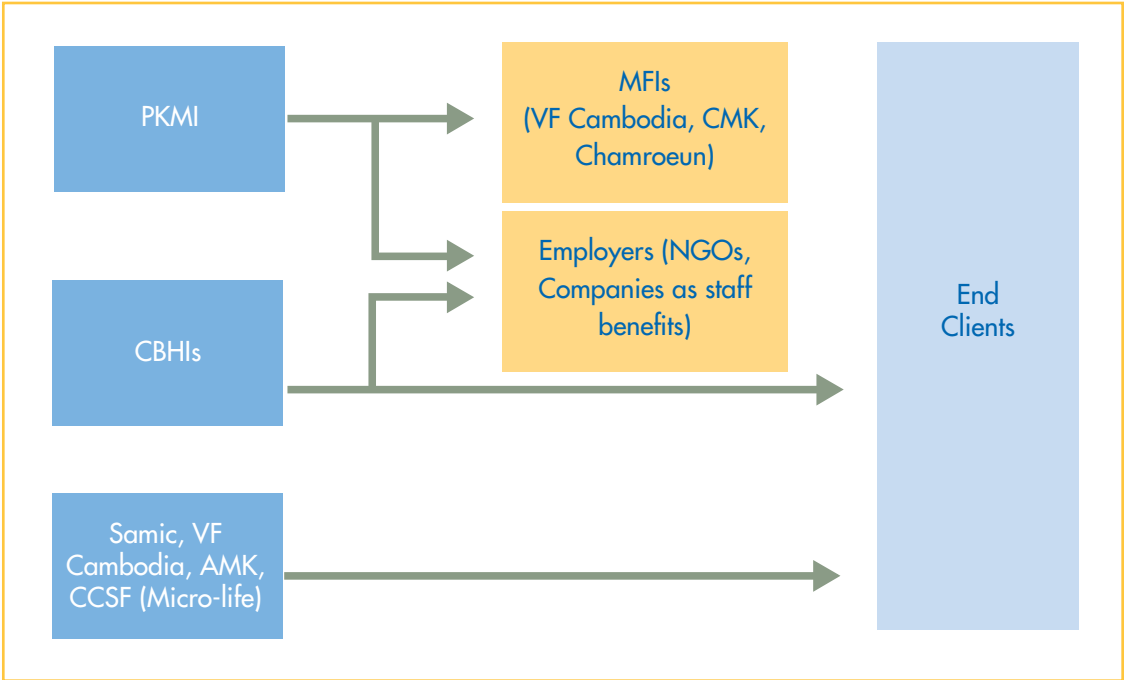 PKMI
MFIs
(VF Cambodia, CMK,
Chamroeun)
Employers (NGOs,
Companies as staff
benefits)
CBHIs
End
Clients
Samic, VF
Cambodia, AMK,
CCSF (Micro-life)